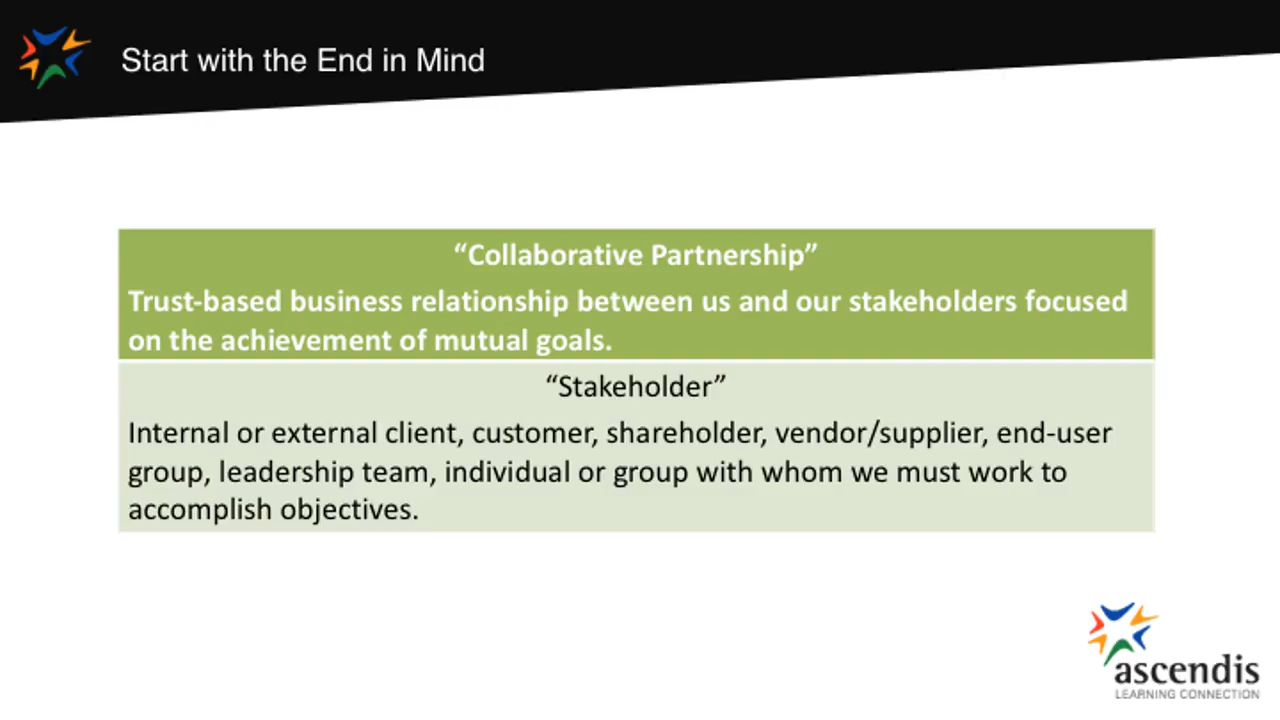 Start with the End in Mind
“Collaborative Partnership”
Trust-based business relationship between us and our stakeholders focused
on the achievement of mutual goals.
“Stakeholder”
Internal or external client, customer, shareholder, vendor/supplier, end-user
group, leadership team, individual or group with whom we must work to
accomplish objectives.
ascendis
LEARNING CONNECTION